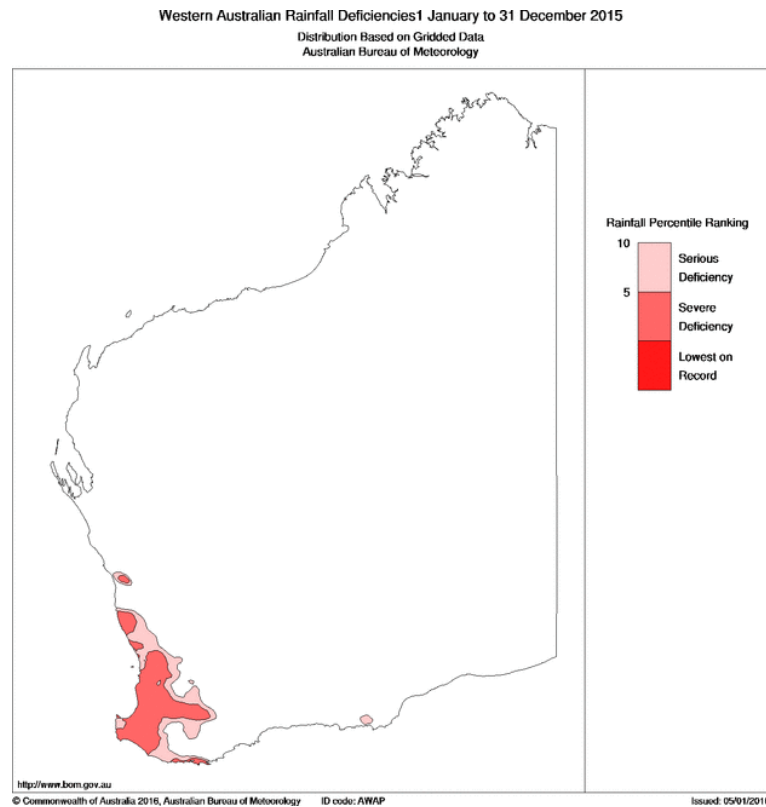 Western Australian Rainfall Deficiencies1 January to 31 December 2015
Distribution Based on Gridded Data
Australian Bureau of Meteorology
Rainfall Percentile Ranking
10
Serious
Deficiency
5
Severe
Deficiency
Lowest on
Record
http://www.bom.gov.au
© Commonwealth of Australia 2016, Australian Bureau of Meteorology ID code: AWAP Issued: 05/01/2016